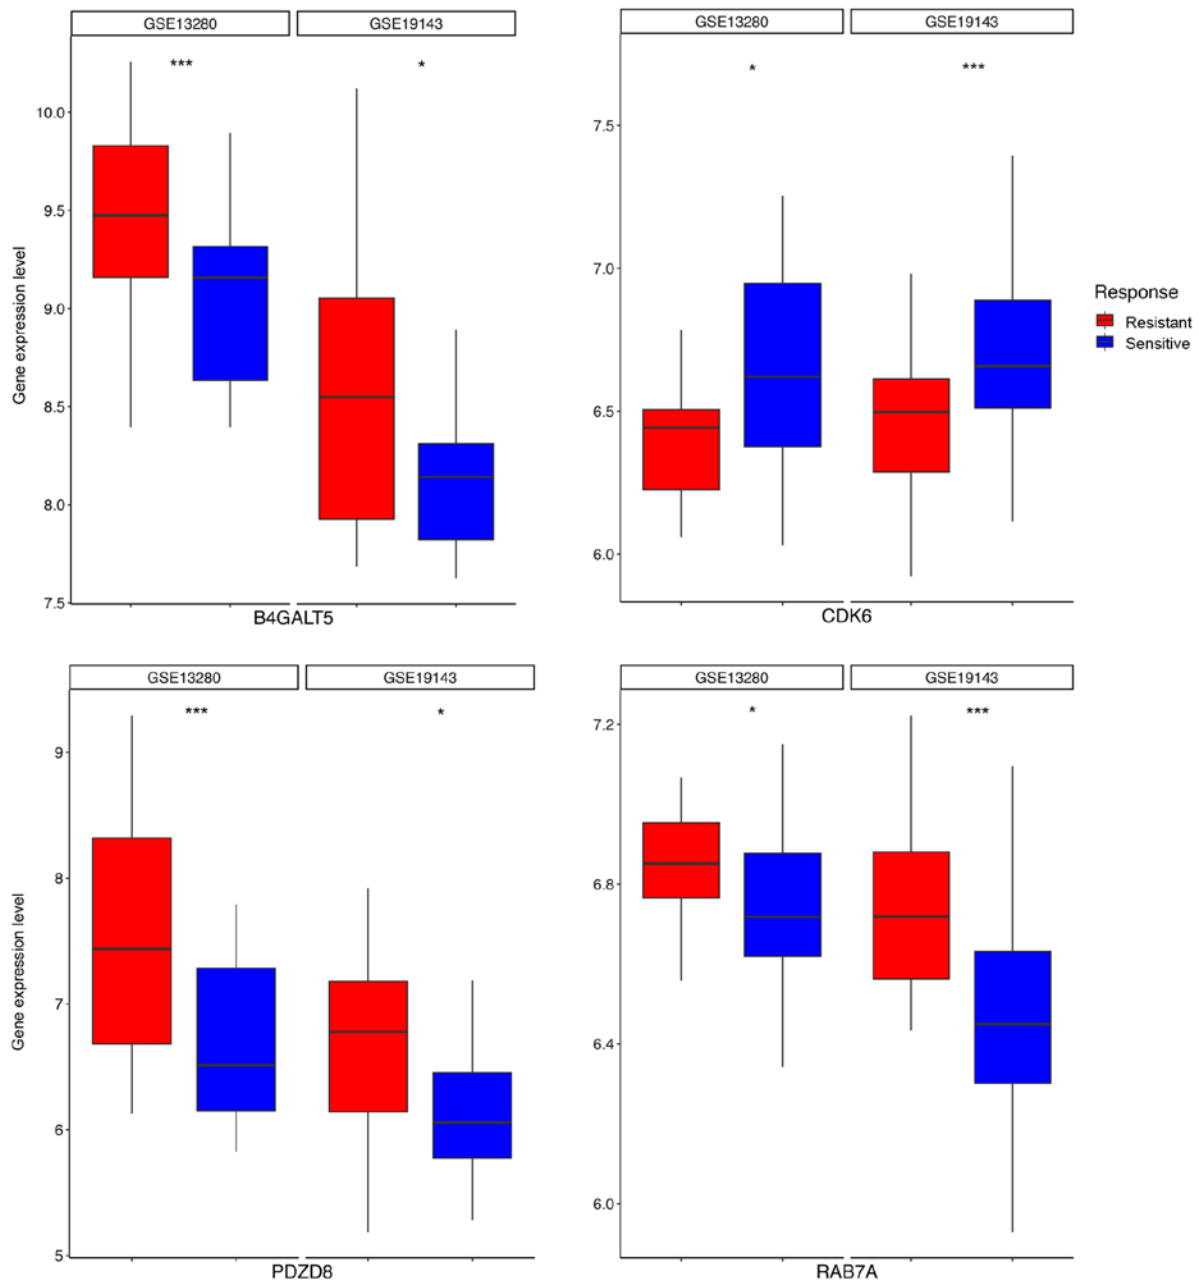 GSE13280 GSE19143
*** *
10.0
9.5
9.0
8.5
8.0
7.5
Gene expression level
B4GALT5
GSE13280 GSE19143
* ***
7.5
7.0
6.5
6.0
CDK6
Response
Resistant
Sensitive
GSE13280 GSE19143
*** *
9
8
7
6
5
Gene expression level
PDZD8
GSE13280 GSE19143
* ***
7.2
6.8
6.4
6.0
RAB7A